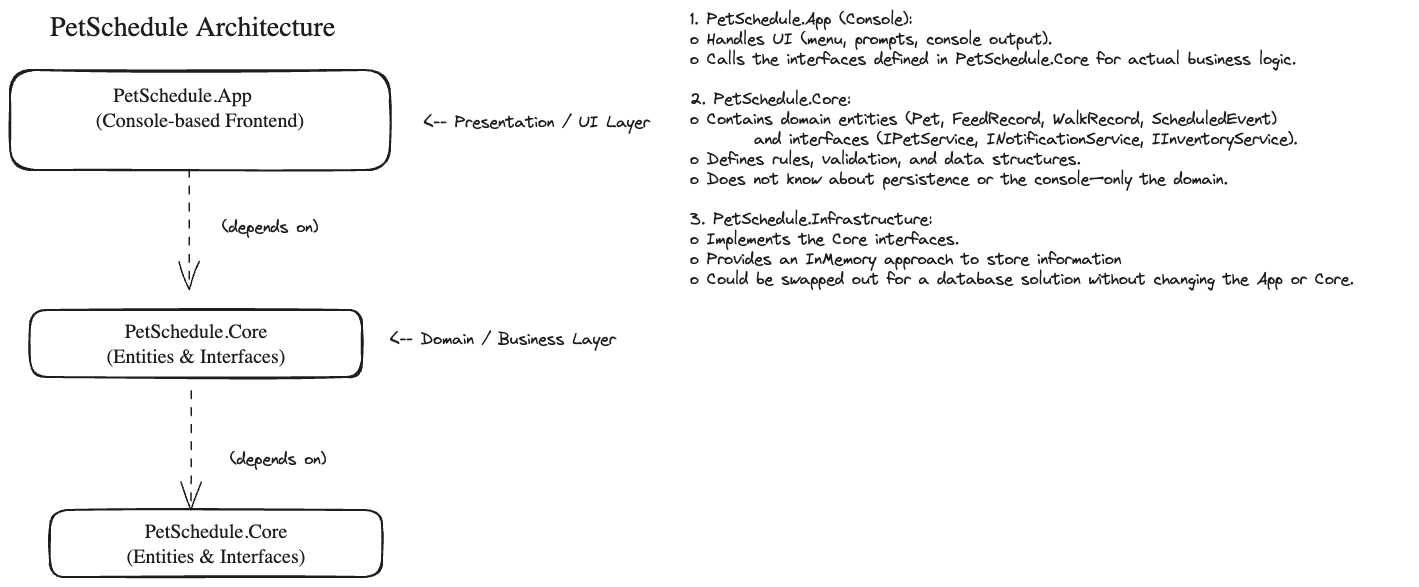 PetSchedule Architecture
PetSchedule.App
(Console-based Frontend)
<-- Presentation / UI Layer
(depends on)
PetSchedule.Core
(Entities & Interfaces)
<-- Domain / Business Layer
(depends on)
PetSchedule.Core
(Entities & Interfaces)
1. PetSchedule.App (Console):
o Handles UI (menu, prompts, console output).
o Calls the interfaces defined in PetSchedule.Core for actual business logic.
2. PetSchedule.Core:
o Contains domain entities (Pet, FeedRecord, WalkRecord, ScheduledEvent)
and interfaces (IPetService, INotificationService, IInventoryService).
o Defines rules, validation, and data structures.
o Does not know about persistence or the console—only the domain.
3. PetSchedule.Infrastructure:
o Implements the Core interfaces.
o Provides an InMemory approach to store information
o Could be swapped out for a database solution without changing the App or Core.